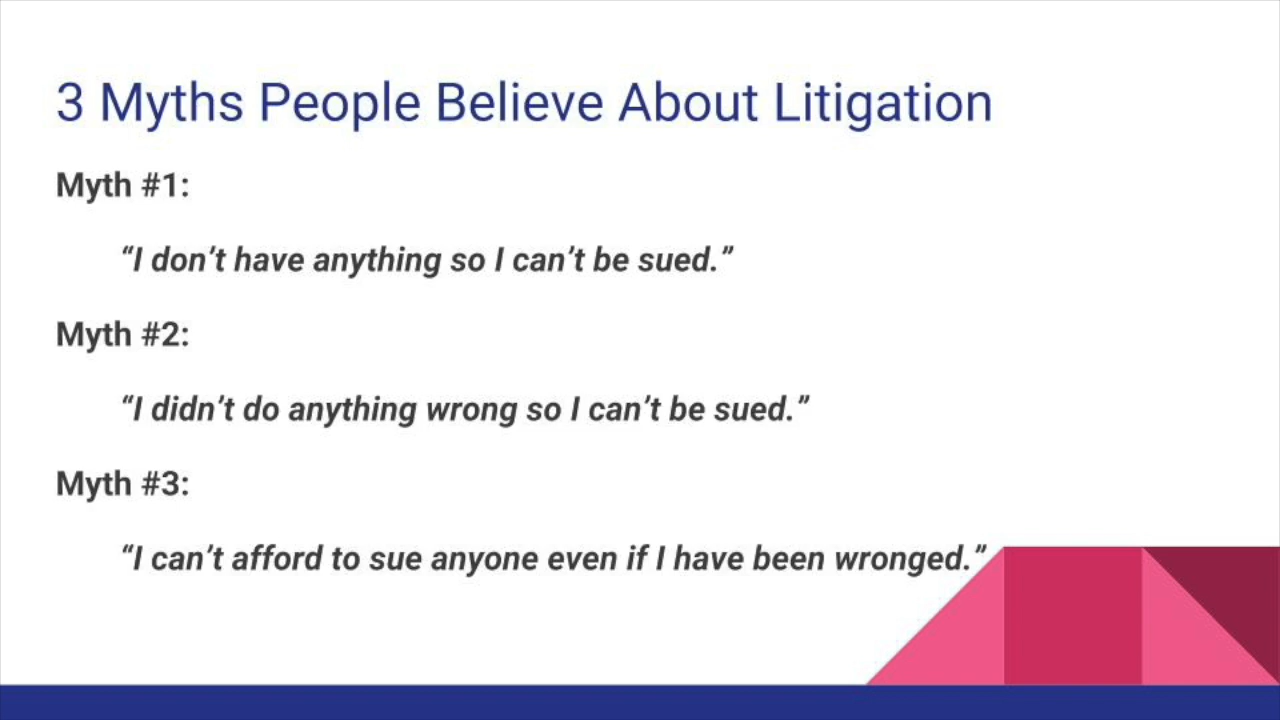 3 Myths People Believe About Litigation
Myth #1:
“I don’t have anything so I can’t be sued.”
Myth #2:
“I didn’t do anything wrong so I can’t be sued.”
Myth #3:
“I can’t afford to sue anyone even if I have been wronged.”